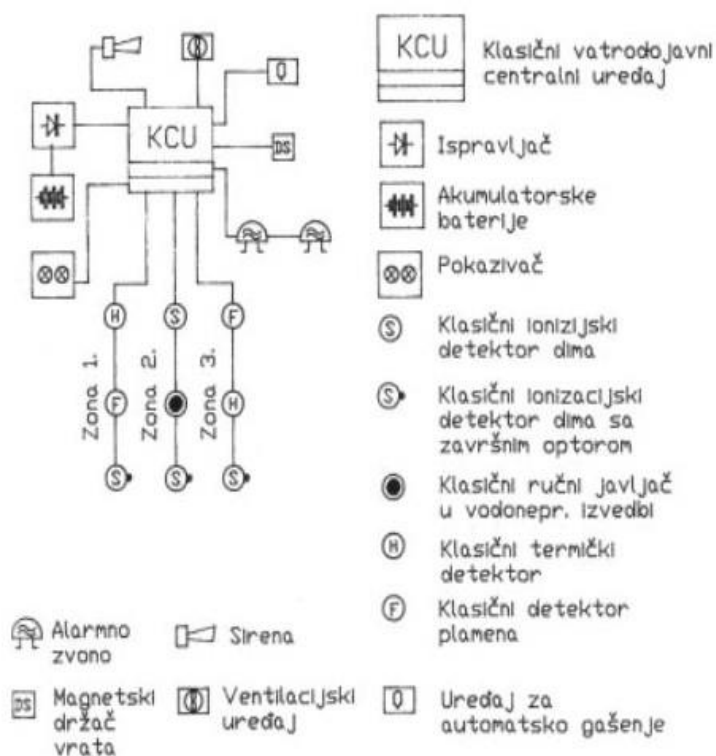 KCU
DS
H
S
F
Zona 1.
Zona 2.
Zona 3.
F
H
S
S
S
KCU
Klasični vatrodojavni
centralni uređaj
Ispravljač
Akumulatorske
baterije
Pokazivač
S
Klasični ionizijski
detektor dima
S
Klasični ionizacijski
detektor dima sa
završnim optorom
Klasični ručni javljač
u vodonepr. izvedbi
H
Klasični termički
detektor
F
Klasični detektor
plamena
Alarmno
zvono
Sirena
DS
Magnetski
držač
vrata
Ventilacijski
uređaj
Uređaj za
automatsko gašenje